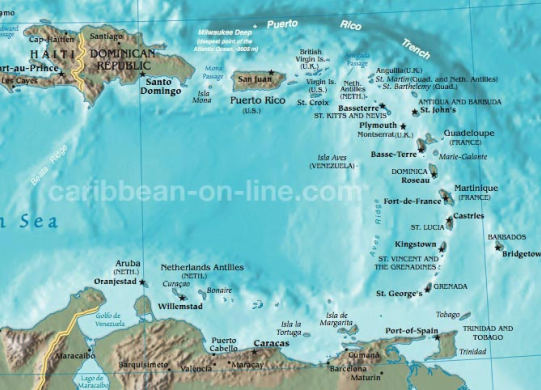 namo
Cap-Haïtien
Santiago
HAITI
DOMINICAN
REPUBLIC
Port-au-Prince
Les Cayes
Santo
Domingo
Beata Ridge
Milwaukee Deep
(deepest point of the
Atlantic Ocean, -8605 m)
Puerto Rico Trench
Mona
Passage
Isla
Mona
San Juan
Puerto Rico
(U.S.)
British
Virgin Is.
(U.K.)
Virgin Is.
(U.S.)
St. Croix
Passage
Anguilla (U.K.)
St. Martin (Guad. and Neth. Antilles)
St. Barthelemy (Guad.)
Neth.
Antilles
(NETH.)
Basseterre
ST. KITTS AND NEVIS
ANTIGUA AND BARBUDA
St. John's
Plymouth
Montserrat (U.K.)
Guadeloupe
(FRANCE)
Basse-Terre
Marie-Galante
Isla Aves
(VENEZUELA)
DOMINICA
Roseau
Martinique
(FRANCE)
Fort-de-France
caribbean-on-line.com
Aves Ridge
Castries
ST. LUCIA
n Sea
BARBADOS
Bridgetow
Kingstown
ST. VINCENT AND
THE GRENADINES
Aruba
(NETH.)
Oranjestad
Netherlands Antilles
(NETH.)
Curaçao
Bonaire
Willemstad
St. George's
GRENADA
Golfo de
Venezuela
Isla la
Tortuga
Isla de
Margarita
Tobago
Port-of-Spain
TRINIDAD AND
TOBAGO
Trinidad
Maracaibo
Lago de
Maracaibo
Barquisimeto
Puerto
Cabello
Valencia
Caracas
Maracay
Cumaná
Barcelona
Maturín